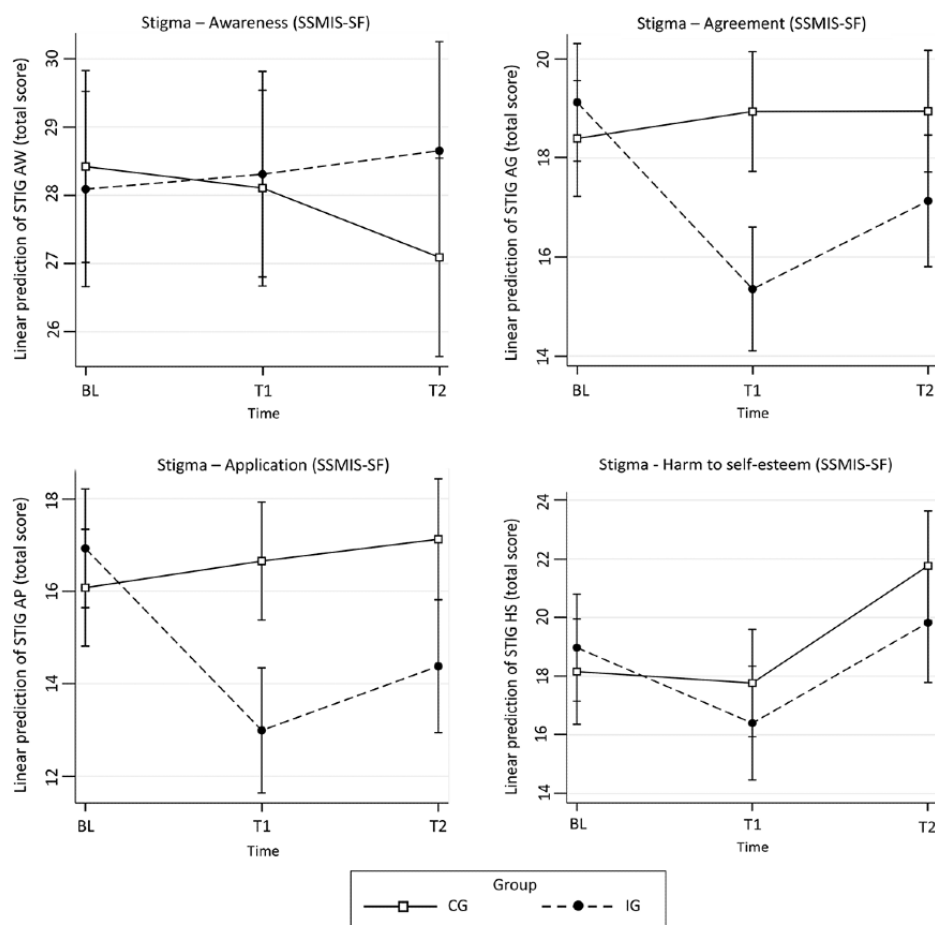 Stigma – Awareness (SSMIS-SF)
Linear prediction of STIG AW (total score)
30
29
28
27
26
BL T1 T2
Time
Stigma – Agreement (SSMIS-SF)
Linear prediction of STIG AG (total score)
20
18
16
14
BL T1 T2
Time
Stigma – Application (SSMIS-SF)
Linear prediction of STIG AP (total score)
18
16
14
12
BL T1 T2
Time
Stigma - Harm to self-esteem (SSMIS-SF)
Linear prediction of STIG HS (total score)
24
22
20
18
16
14
BL T1 T2
Time
Group
CG IG